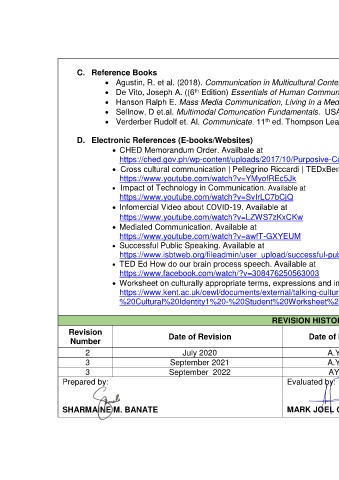 C. Reference Books
• Agustin, R. et al. (2018). Communication in Multicultural Conte
• De Vito, Joseph A. ((6th Edition) Essentials of Human Commun
• Hanson Ralph E. Mass Media Communication, Living in a Med
• Sellnow, D et.al. Multimodal Comuncation Fundamentals. USA
• Verderber Rudolf et. Al. Communicate. 11th ed. Thompson Lea
D. Electronic References (E-books/Websites)
• CHED Memorandum Order. Availbale at
https://ched.gov.ph/wp-content/uploads/2017/10/Purposive-Co
• Cross cultural communication | Pellegrino Riccardi | TEDxBer
https://www.youtube.com/watch?v=YMyofREc5Jk
• Impact of Technology in Communication. Available at
https://www.youtube.com/watch?v=SvIrLC7bCjQ
• Infomercial Video about COVID-19. Available at
https://www.youtube.com/watch?v=LZWS7zKxCKw
• Mediated Communication. Available at
https://www.youtube.com/watch?v=awfT-GXYEUM
• Successful Public Speaking. Available at
https://www.isbtweb.org/fileadmin/user_upload/successful-pub
• TED Ed How do our brain process speech. Available at
https://www.facebook.com/watch/?v=308476250563003
• Worksheet on culturally appropriate terms, expressions and in
https://www.kent.ac.uk/cewl/documents/external/talking-cultur
%20Cultural%20Identity1%20-%20Student%20Worksheet%2
REVISION HISTO
Revision Number Date of Revision Date of
2 July 2020 A.Y
3 September 2021 A.Y
3 September 2022 AY
Prepared by: Evaluated by:
SHARMAINE M. BANATE MARK JOEL